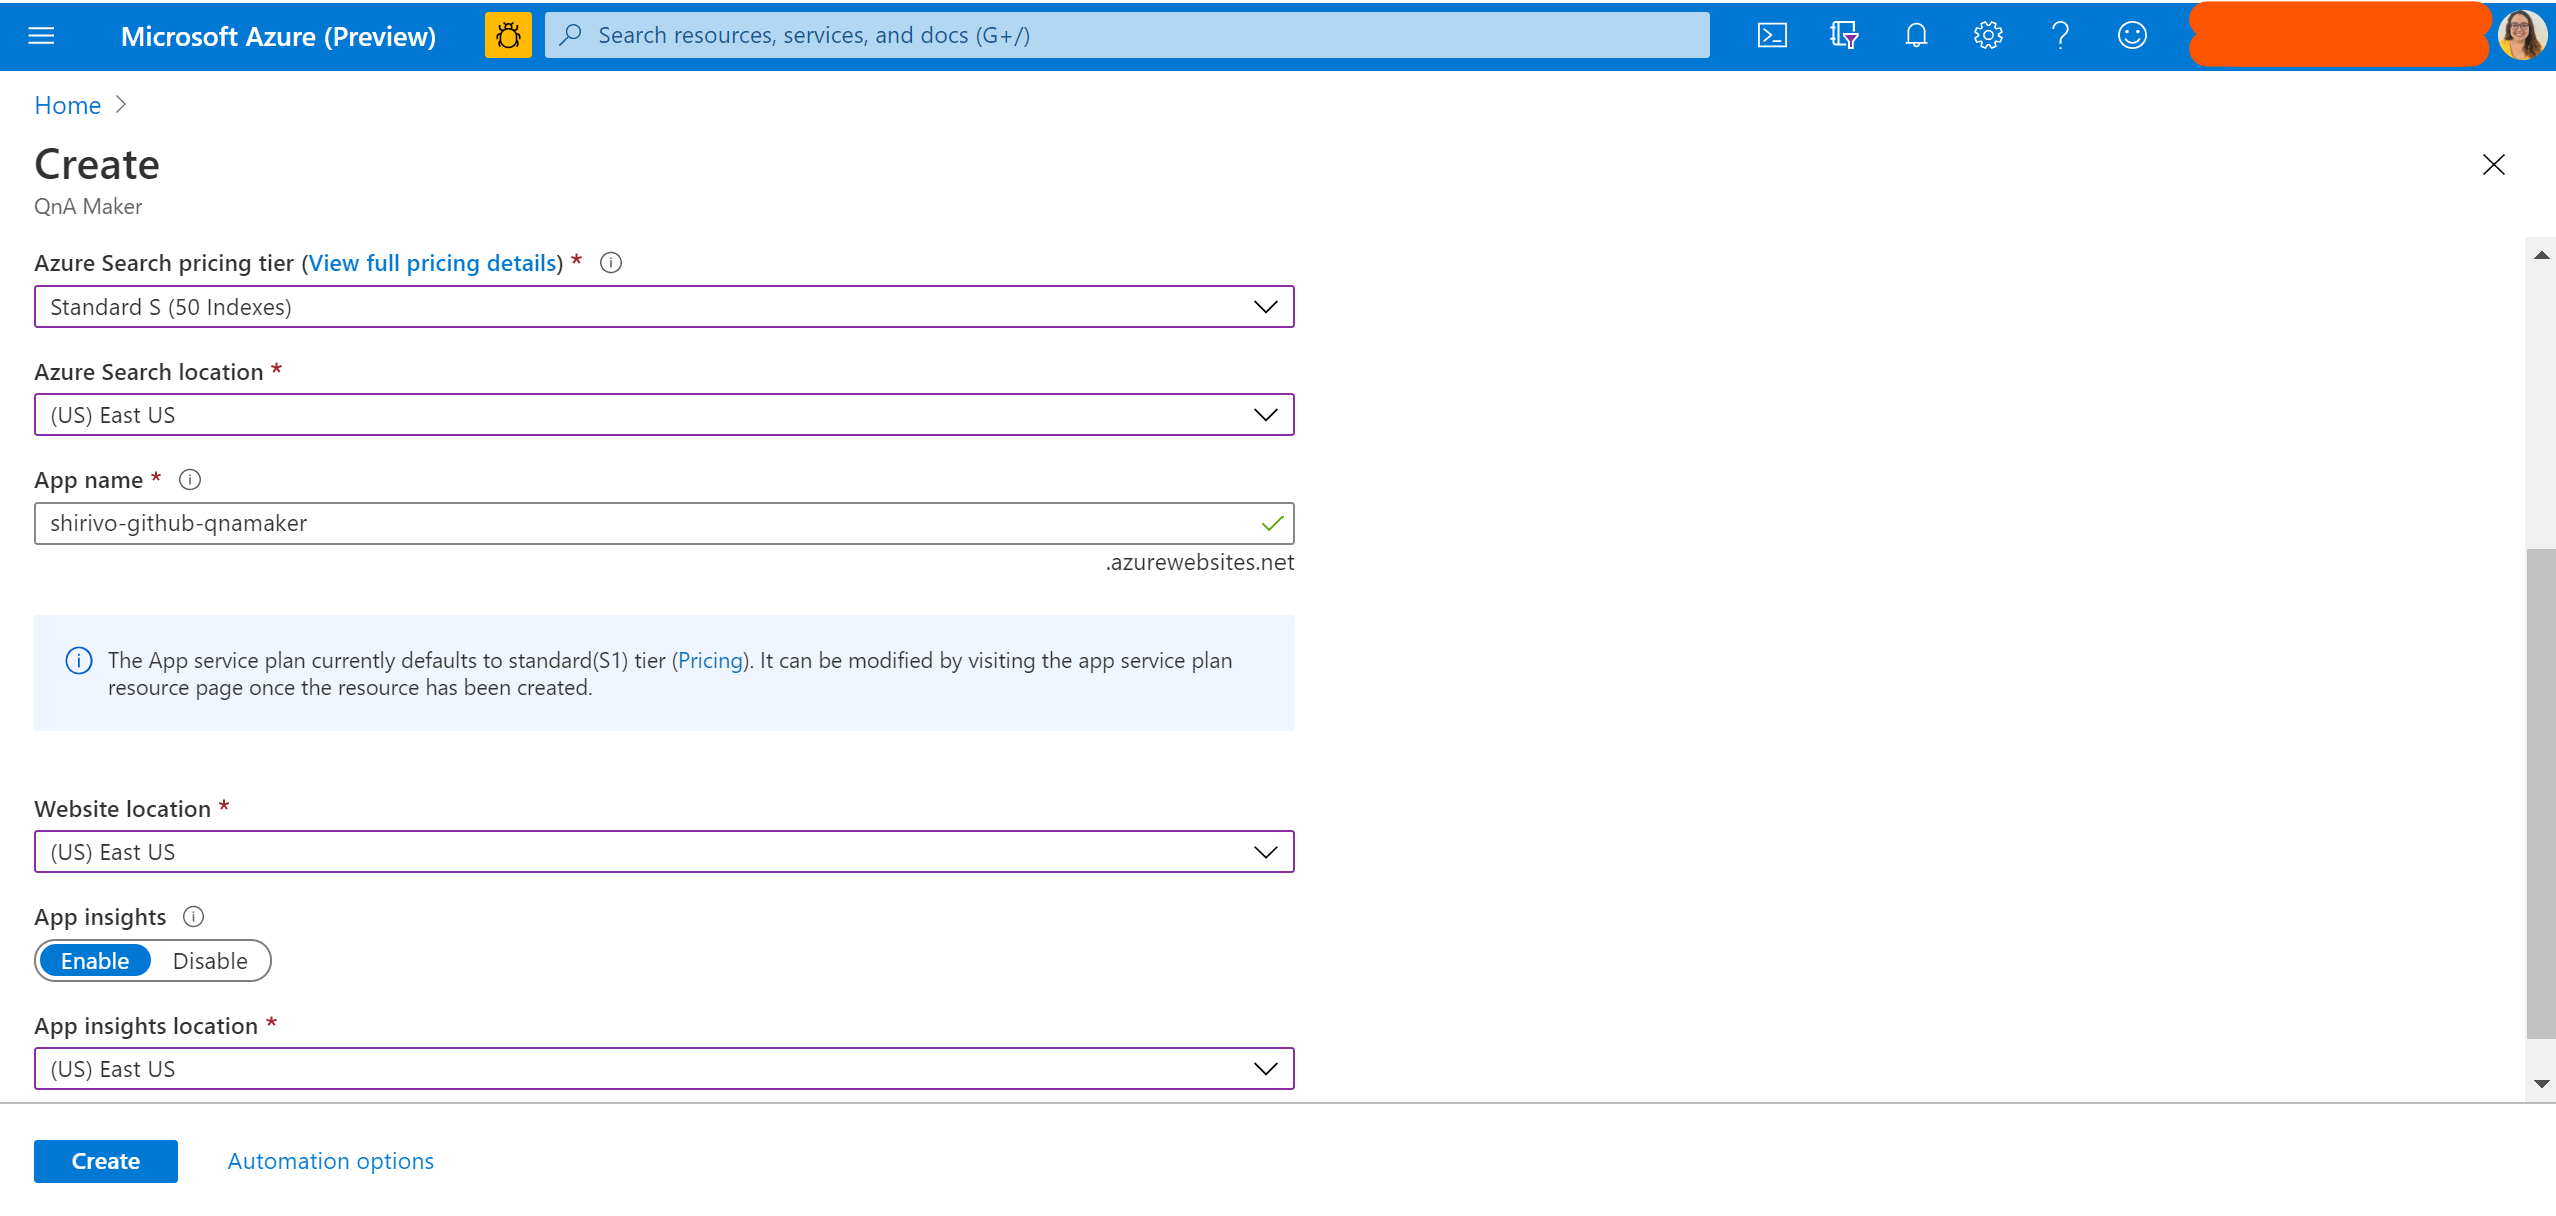 Microsoft Azure (Preview)
Search resources, services, and docs (G+/)
Home
Create
QnA Maker
Azure Search pricing tier (View full pricing details) *
Standard S (50 Indexes)
Azure Search location *
(US) East US
App name *
shirivo-github-qnamaker
.azurewebsites.net
The App service plan currently defaults to standard(S1) tier (Pricing). It can be modified by visiting the app service plan
resource page once the resource has been created.
Website location *
(US) East US
App insights
Enable Disable
App insights location *
(US) East US
Create Automation options